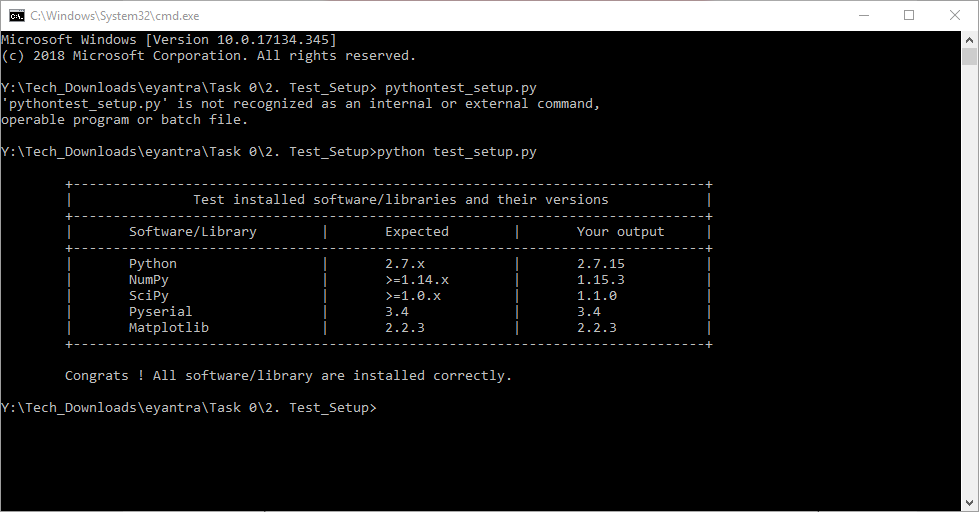 C:\Windows\System32\cmd.exe
Microsoft Windows [Version 10.0.17134.345]
(c) 2018 Microsoft Corporation. All rights reserved.
Y:\Tech_Downloads\eyantra\Task 0\2. Test_Setup> pythontest_setup.py
'pythontest_setup.py' is not recognized as an internal or external command,
operable program or batch file.
Y:\Tech_Downloads\eyantra\Task 0\2. Test_Setup>python test_setup.py
+-------------------------------------------------------------------------------+
| Test installed software/libraries and their versions |
+-------------------------------------------------------------------------------+
| Software/Library | Expected | Your output |
+-------------------------------------------------------------------------------+
| Python | 2.7.x | 2.7.15 |
| NumPy | >=1.14.x | 1.15.3 |
| SciPy | >=1.0.x | 1.1.0 |
| Pyserial | 3.4 | 3.4 |
| Matplotlib | 2.2.3 | 2.2.3 |
+-------------------------------------------------------------------------------+
Congrats ! All software/library are installed correctly.
Y:\Tech_Downloads\eyantra\Task 0\2. Test_Setup>